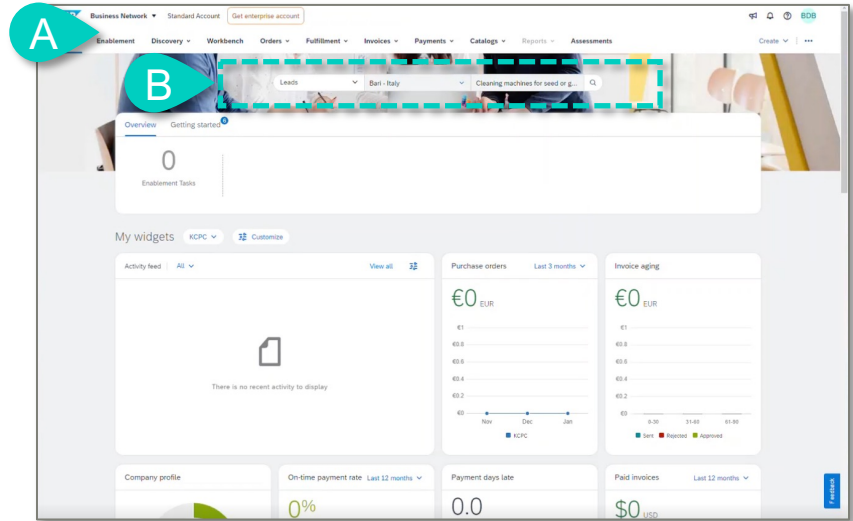 A
Business Network
Standard Account
Get enterprise account
BDB
Enablement
Discovery
Workbench
Orders
Fulfillment
Invoices
Payments
Catalogs
Reports
Assessments
Create
B
Leads
Bari - Italy
Cleaning machines for seed or g...
Overview
Getting started 6
0
Enablement Tasks
My widgets
KCPC
Customize
Activity feed
All
View all
There is no recent activity to display
Purchase orders
Last 3 months
€0 EUR
€1
€0.8
€0.6
€0.4
€0.2
€0
Nov Dec Jan
KCPC
Invoice aging
€0 EUR
€1
€0.8
€0.6
€0.4
€0.2
€0
0-30 31-60 61-90
Sent Rejected Approved
Company profile
On-time payment rate
Last 12 months
0%
Payment days late
0.0
Paid invoices
Last 12 months
$0 USD
Feedback